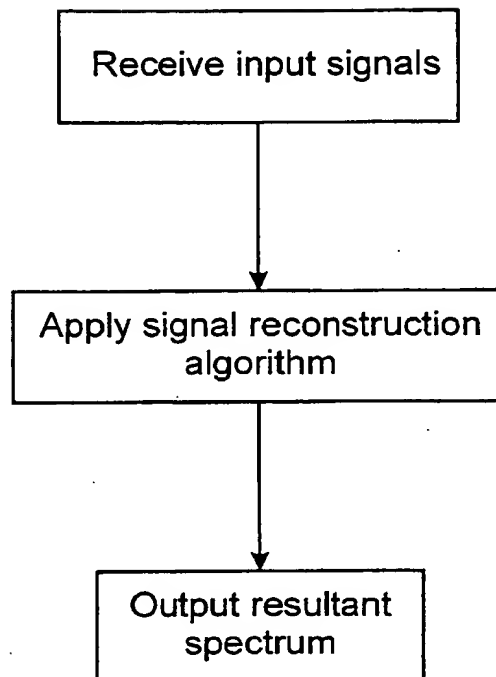 Receive input signals
Apply signal reconstruction
algorithm
Output resultant
spectrum